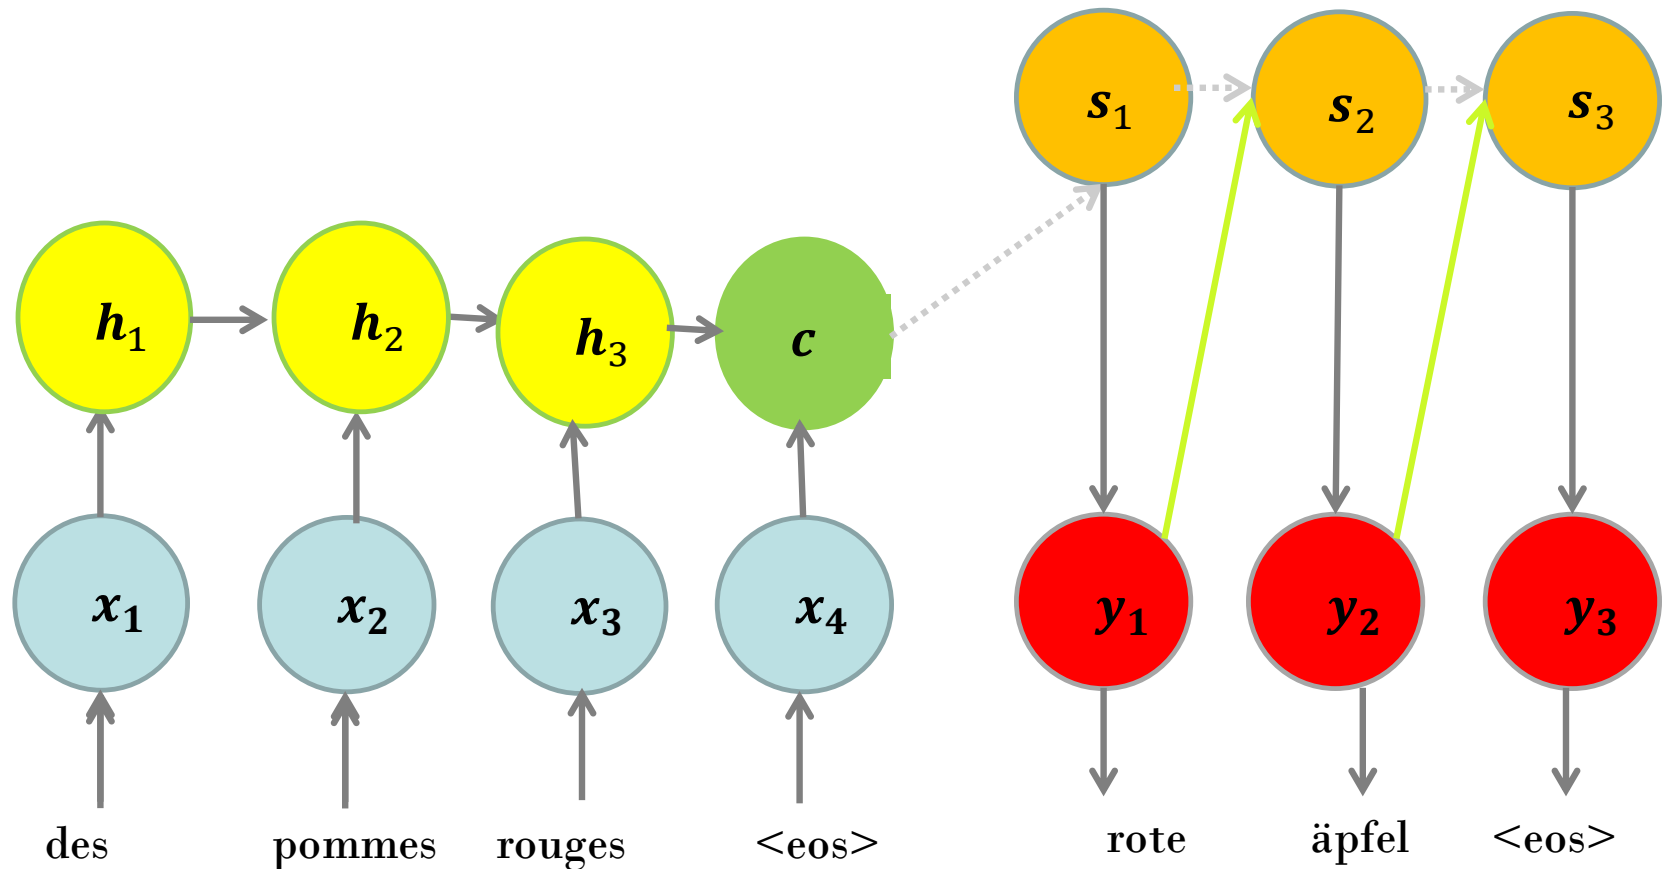 s₁ s₂ s₃
h₁ h₂ h₃ c
x₁ x₂ x₃ x₄ y₁ y₂ y₃
des pommes rouges <eos> rote äpfel <eos>